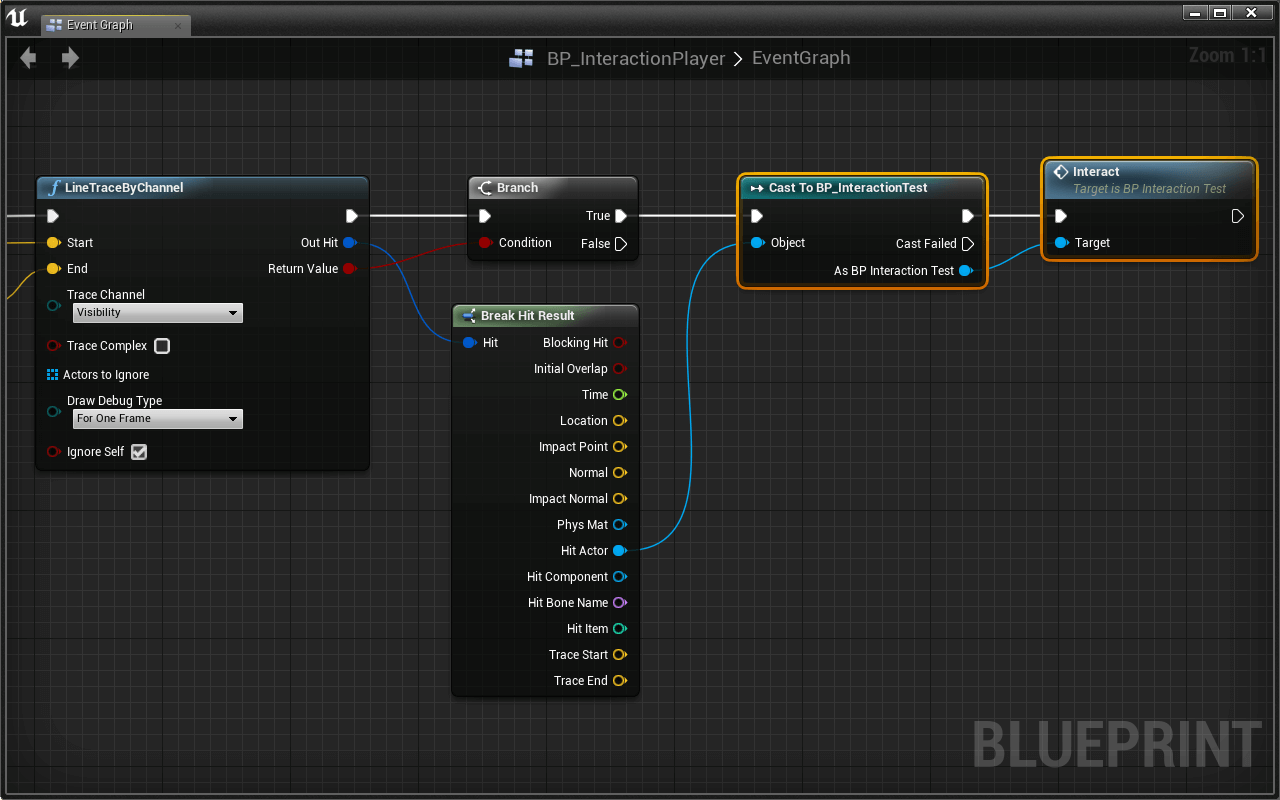 Event Graph
BP_InteractionPlayer > EventGraph
Zoom 1:1
LineTraceByChannel
Start
Out Hit
End
Return Value
Trace Channel
Visibility
Trace Complex
Actors to Ignore
Draw Debug Type
For One Frame
Ignore Self
Branch
True
Condition
False
Break Hit Result
Hit
Blocking Hit
Initial Overlap
Time
Location
Impact Point
Normal
Impact Normal
Phys Mat
Hit Actor
Hit Component
Hit Bone Name
Hit Item
Trace Start
Trace End
Cast To BP_InteractionTest
Object
Cast Failed
As BP Interaction Test
Interact
Target is BP Interaction Test
Target
BLUEPRINT